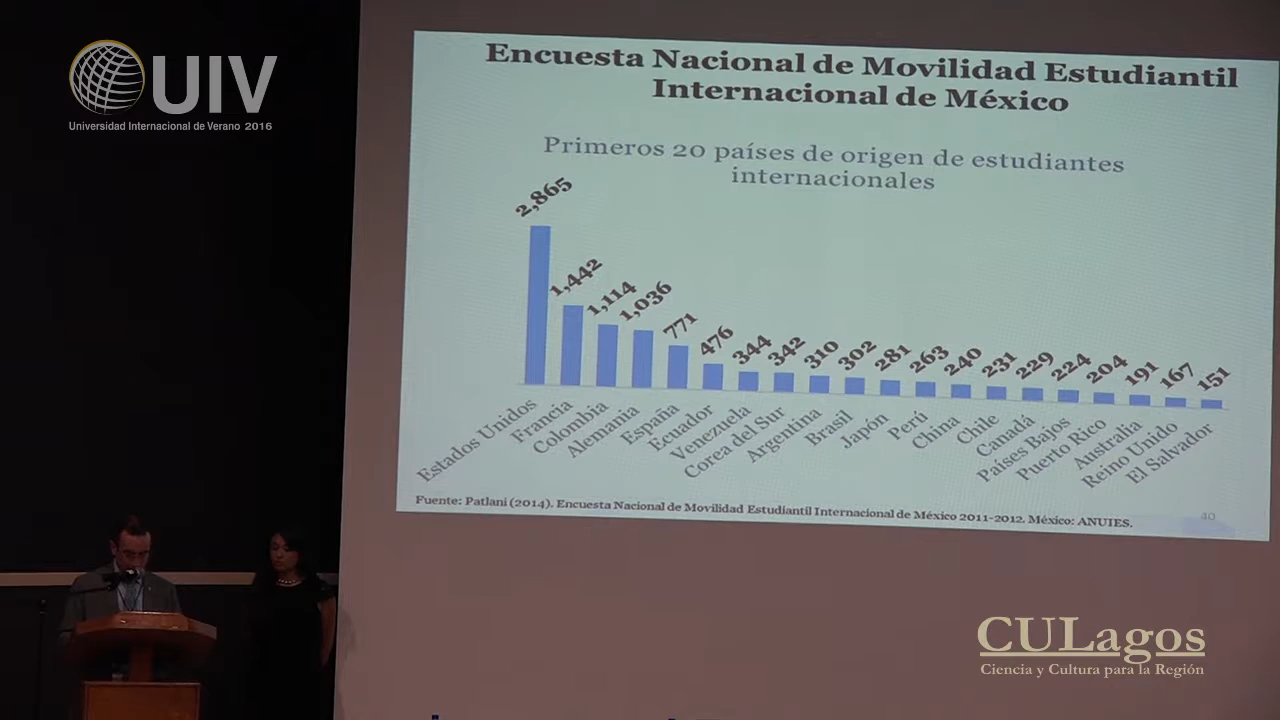 UIV
Universidad Internacional de Verano 2016
Encuesta Nacional de Movilidad Estudiantil
Internacional de México
Primeros 20 países de origen de estudiantes
internacionales
2,865
1,442
1,114
1,036
771
476
344
342
310
302
281
263
240
231
229
224
204
191
167
151
Estados Unidos
Francia
Colombia
Alemania
España
Ecuador
Venezuela
Corea del Sur
Argentina
Brasil
Japón
Perú
China
Chile
Canadá
Países Bajos
Puerto Rico
Australia
Reino Unido
El Salvador
Fuente: Patlani (2014). Encuesta Nacional de Movilidad Estudiantil Internacional de México 2011-2012. México: ANUIES.
40
CULagos
Ciencia y Cultura para la Región